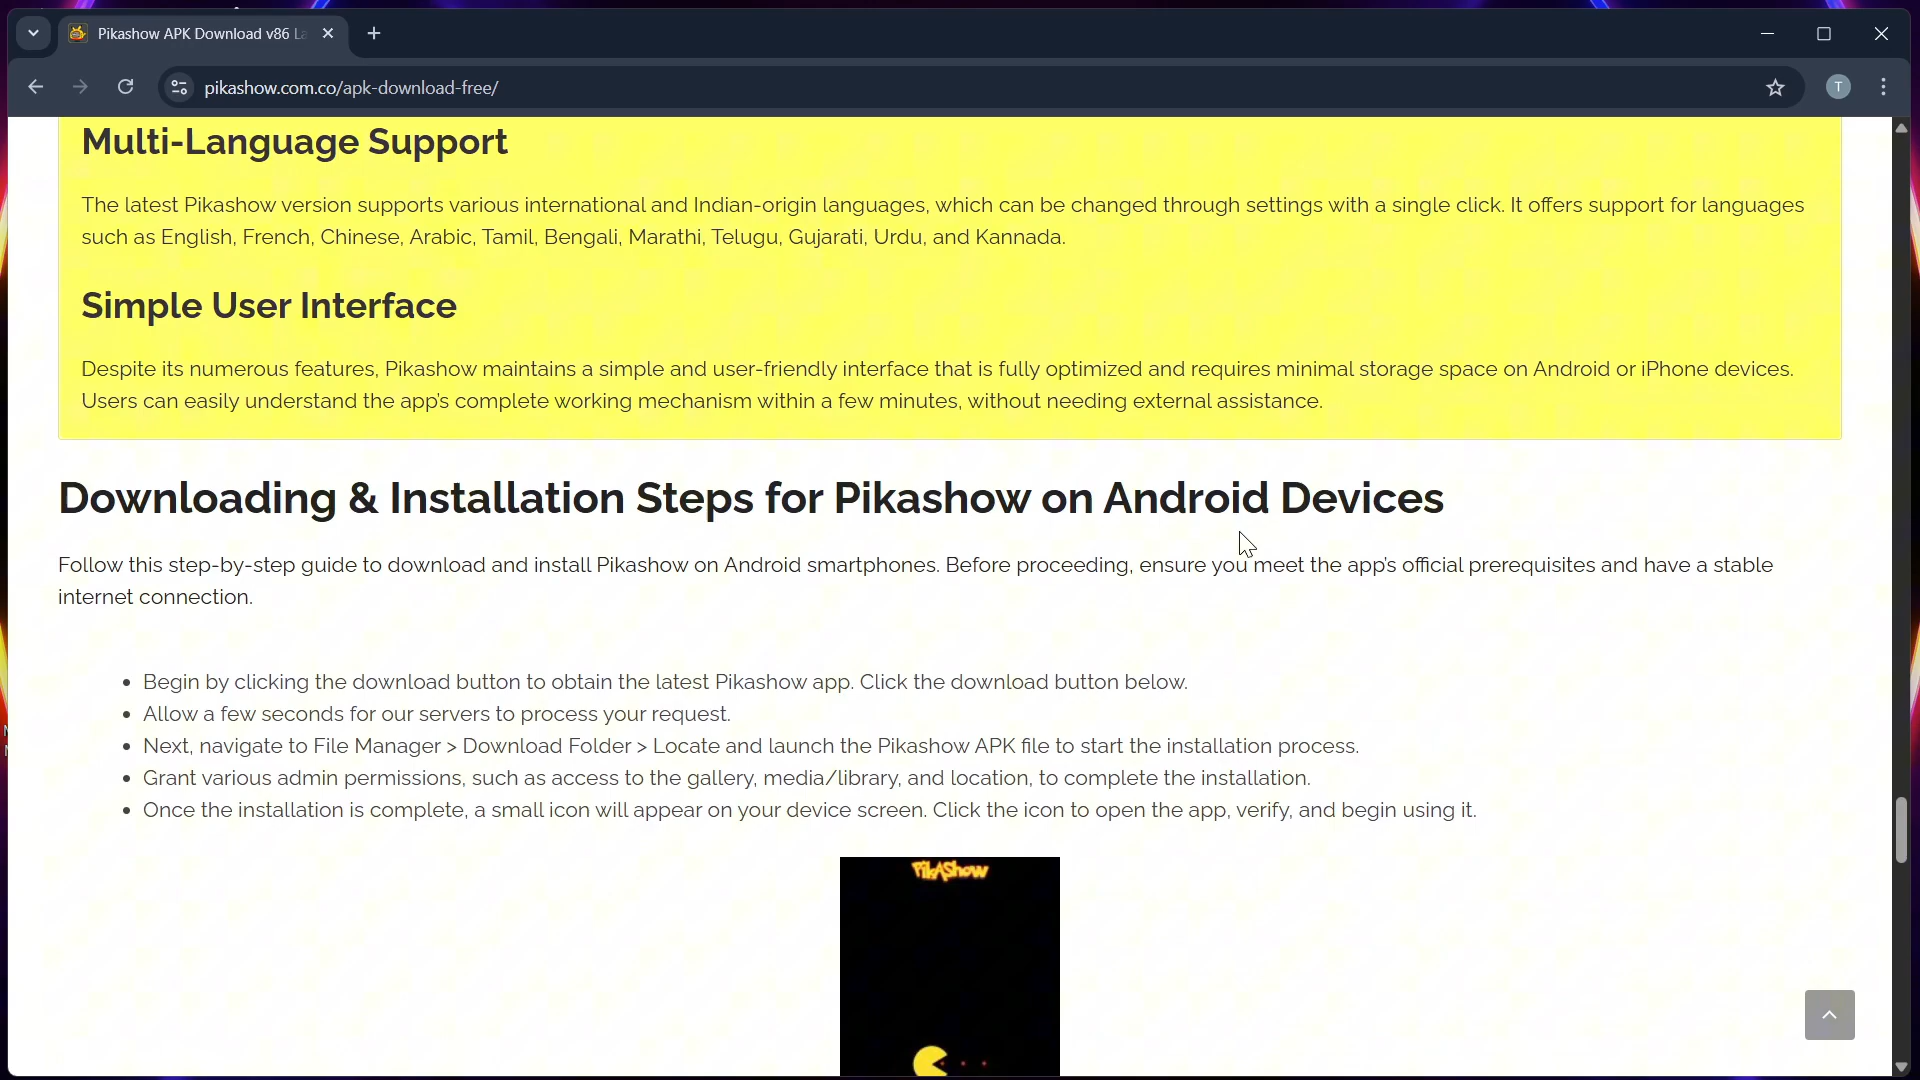 Pikashow APK Download v86 La
pikashow.com.co/apk-download-free/
T
Multi-Language Support
The latest Pikashow version supports various international and Indian-origin languages, which can be changed through settings with a single click. It offers support for languages
such as English, French, Chinese, Arabic, Tamil, Bengali, Marathi, Telugu, Gujarati, Urdu, and Kannada.
Simple User Interface
Despite its numerous features, Pikashow maintains a simple and user-friendly interface that is fully optimized and requires minimal storage space on Android or iPhone devices.
Users can easily understand the app's complete working mechanism within a few minutes, without needing external assistance.
Downloading & Installation Steps for Pikashow on Android Devices
Follow this step-by-step guide to download and install Pikashow on Android smartphones. Before proceeding, ensure you meet the app's official prerequisites and have a stable
internet connection.
• Begin by clicking the download button to obtain the latest Pikashow app. Click the download button below.
• Allow a few seconds for our servers to process your request.
• Next, navigate to File Manager > Download Folder > Locate and launch the Pikashow APK file to start the installation process.
• Grant various admin permissions, such as access to the gallery, media/library, and location, to complete the installation.
• Once the installation is complete, a small icon will appear on your device screen. Click the icon to open the app, verify, and begin using it.
PikAShow